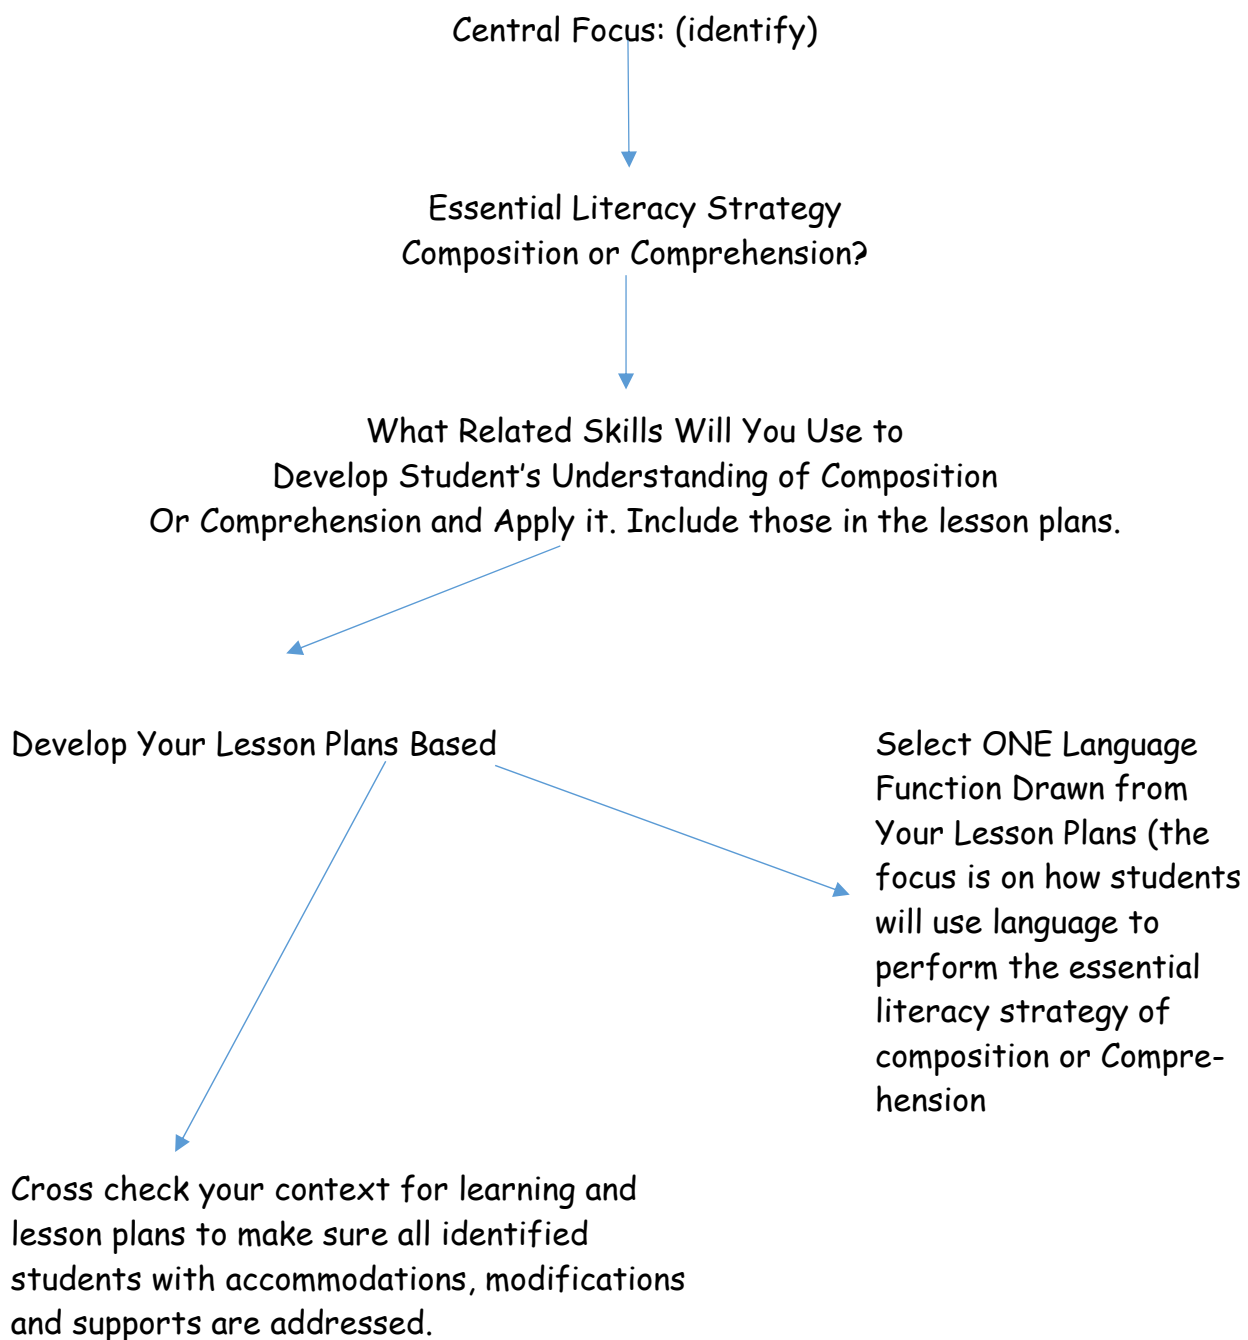 Central Focus: (identify)
Essential Literacy Strategy
Composition or Comprehension?
What Related Skills Will You Use to
Develop Student’s Understanding of Composition
Or Comprehension and Apply it. Include those in the lesson plans.
Develop Your Lesson Plans Based
Select ONE Language
Function Drawn from
Your Lesson Plans (the
focus is on how students
will use language to
perform the essential
literacy strategy of
composition or Compre-
hension
Cross check your context for learning and
lesson plans to make sure all identified
students with accommodations, modifications
and supports are addressed.